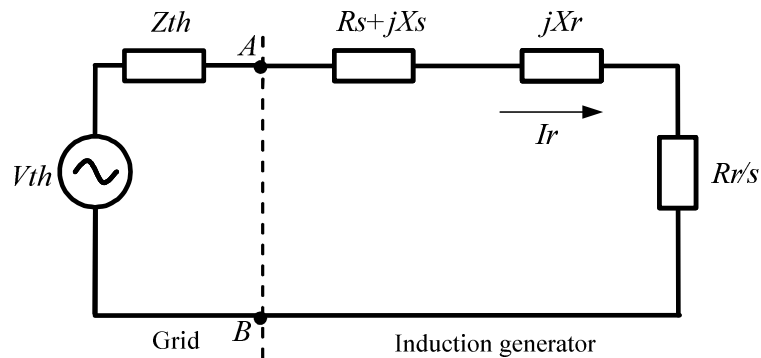 Zth
A
Rs+jXs
jXr
Ir
Vth
Rr/s
B
Grid
Induction generator